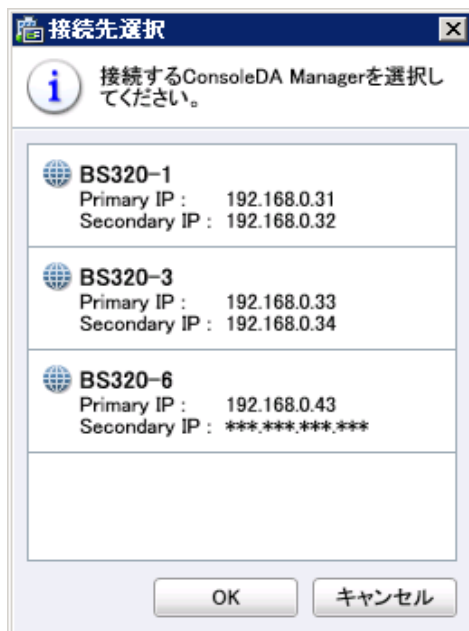 接続先選択
接続するConsoleDA Managerを選択し
てください。
BS320-1
Primary IP : 192.168.0.31
Secondary IP : 192.168.0.32
BS320-3
Primary IP : 192.168.0.33
Secondary IP : 192.168.0.34
BS320-6
Primary IP : 192.168.0.43
Secondary IP : ***.***.***.***
OK キャンセル